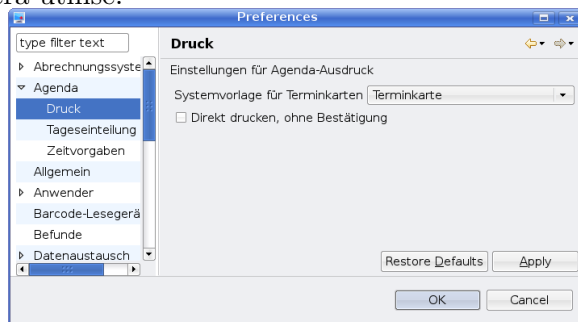 Preferences
type filter text
Druck
Abrechnungssyste
Einstellungen für Agenda-Ausdruck
Agenda
Systemvorlage für Terminkarten Terminkarte
Druck
Direkt drucken, ohne Bestätigung
Tageseinteilung
Zeitvorgaben
Allgemein
Anwender
Barcode-Lesegerä
Befunde
Datenaustausch
Restore Defaults Apply
OK Cancel